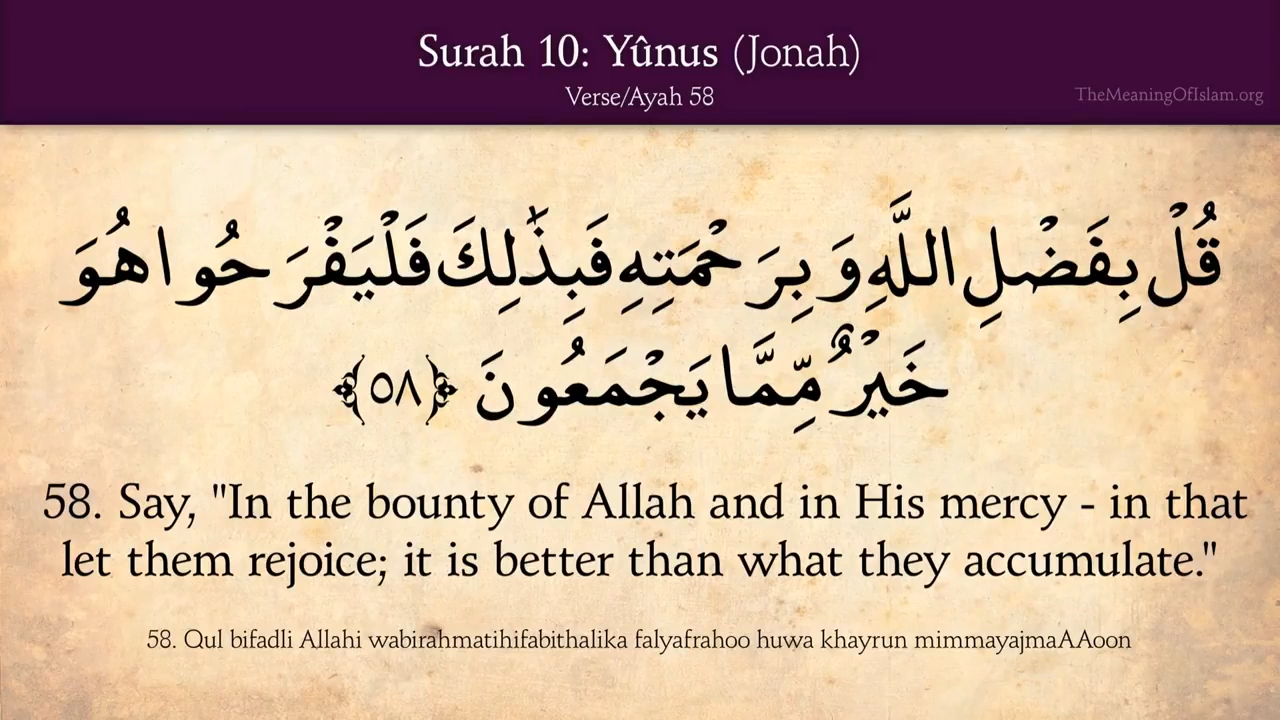 Surah 10: Yûnus (Jonah)
Verse/Ayah 58
TheMeaningOfIslam.org
قُلْ بِفَضْلِ اللَّهِ وَبِرَحْمَتِهِ فَبِذَٰلِكَ فَلْيَفْرَحُوا هُوَ
خَيْرٌ مِّمَّا يَجْمَعُونَ ﴿٥٨﴾
58. Say, "In the bounty of Allah and in His mercy - in that
let them rejoice; it is better than what they accumulate."
58. Qul bifadli Allahi wabirahmatihifabithalika falyafrahoo huwa khayrun mimmayajmaAAoon